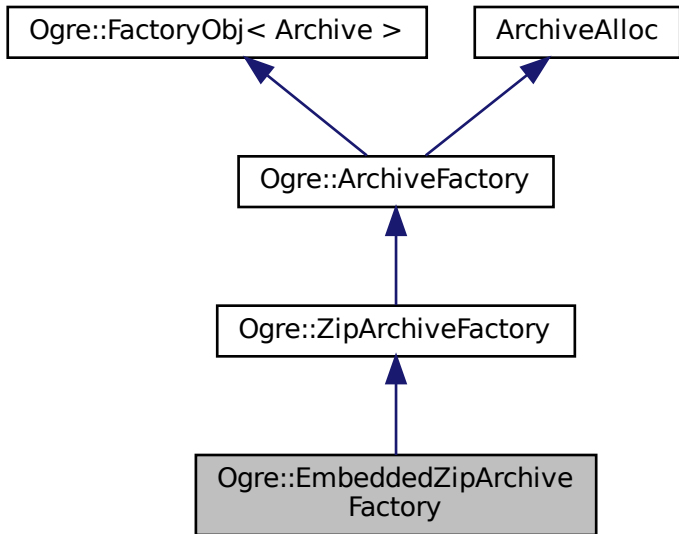 Ogre::FactoryObj< Archive >
ArchiveAlloc
Ogre::ArchiveFactory
Ogre::ZipArchiveFactory
Ogre::EmbeddedZipArchive
Factory